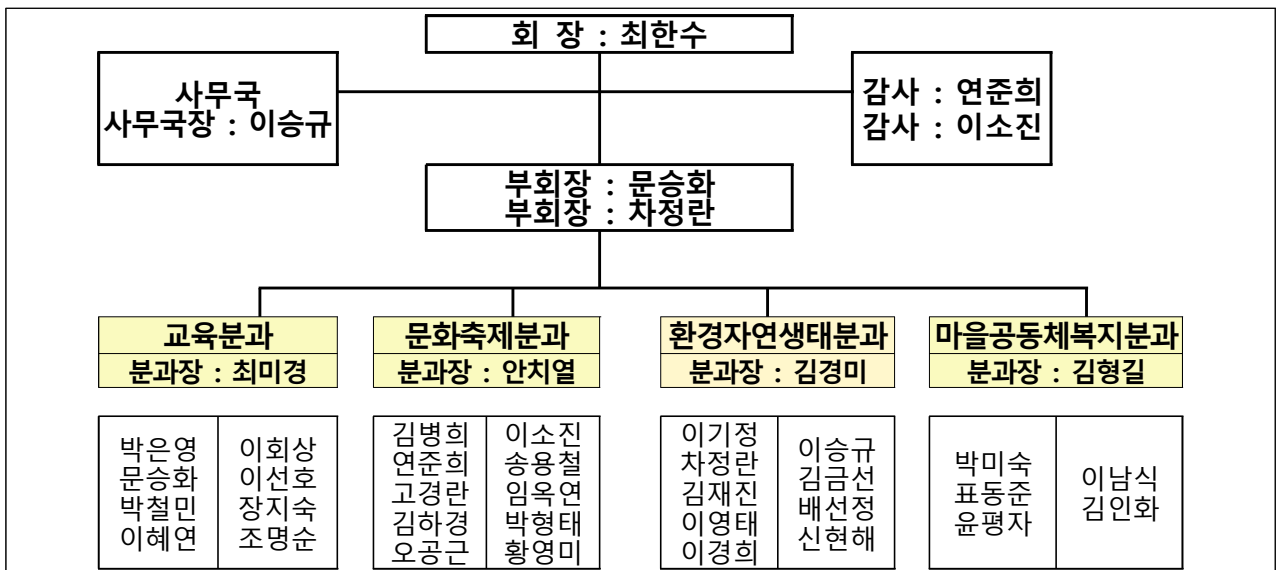 회 장 : 최한수
사무국
사무국장 : 이승규
감사 : 연준희
감사 : 이소진
부회장 : 문승화
부회장 : 차정란
교육분과
분과장 : 최미경
문화축제분과
분과장 : 안치열
환경자연생태분과
분과장 : 김경미
마을공동체복지분과
분과장 : 김형길
박은영
문승화
박철민
이혜연
이회상
이선호
장지숙
조명순
김병희
연준희
고경란
김하경
오공근
이소진
송용철
임옥연
박형태
황영미
이기정
차정란
김재진
이영태
이경희
이승규
김금선
배선정
신현해
박미숙
표동준
윤평자
이남식
김인화